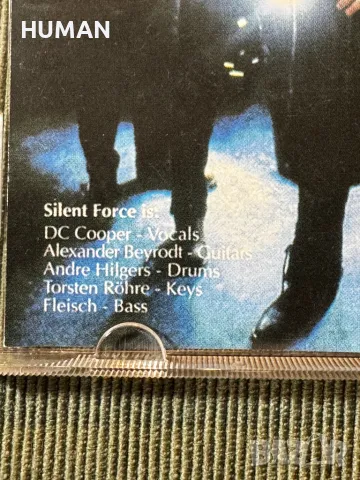 HUMAN
Silent Force is:
DC Cooper - Vocals
Alexander Beyrodt - Guitars
Andre Hilgers - Drums
Torsten Röhre - Keys
Fleisch - Bass